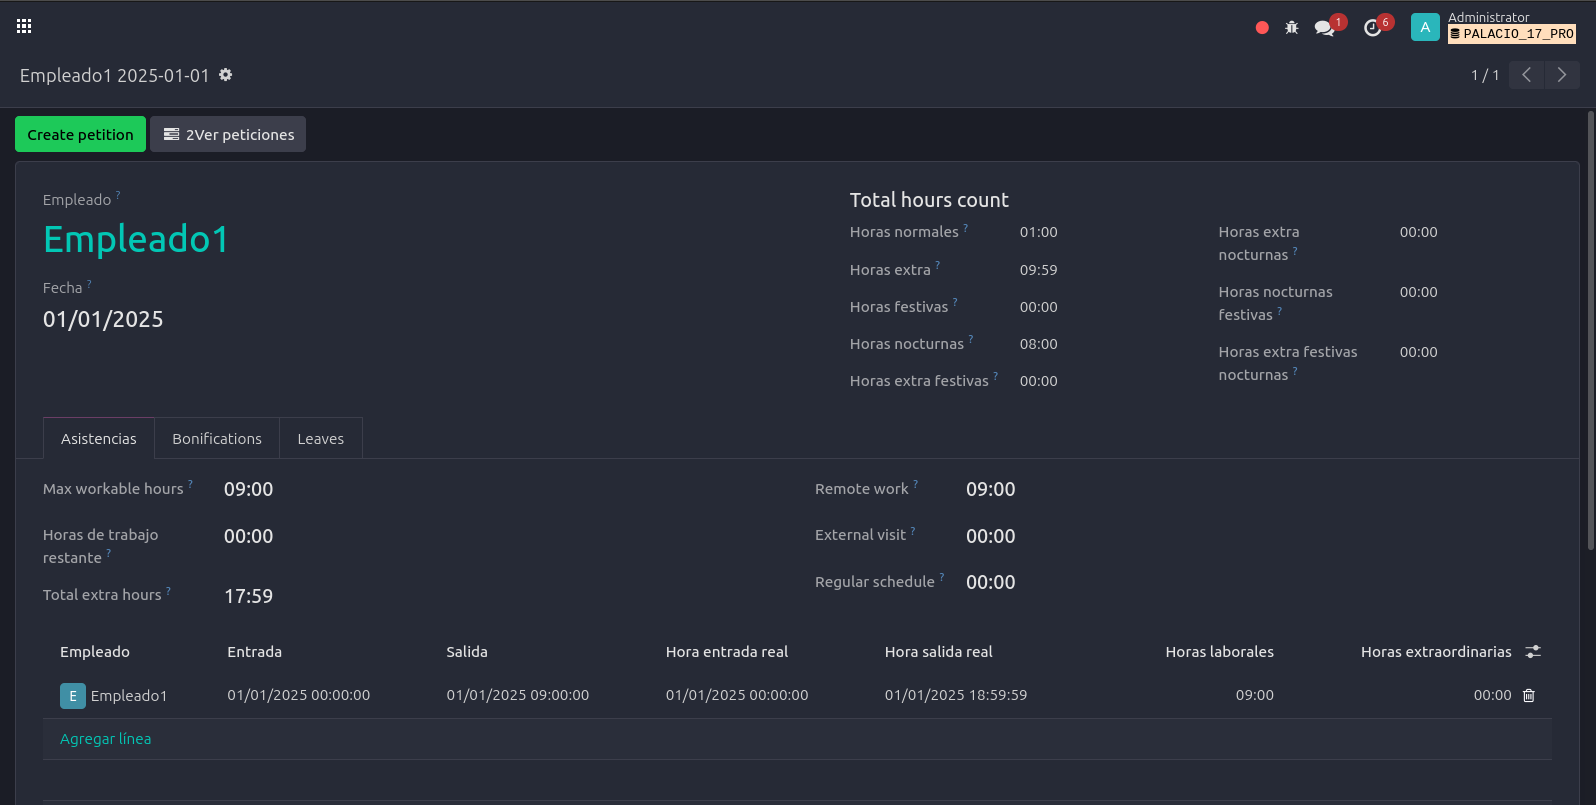 1
6
A
Administrator
PALACIO_17_PRO
Empleado1 2025-01-01
1 / 1
Create petition
2Ver peticiones
Empleado ?
Empleado1
Fecha ?
01/01/2025
Total hours count
Horas normales ? 01:00
Horas extra ? 09:59
Horas festivas ? 00:00
Horas nocturnas ? 08:00
Horas extra festivas ? 00:00
Horas extra 00:00
nocturnas ?
Horas nocturnas 00:00
festivas ?
Horas extra festivas 00:00
nocturnas ?
Asistencias Bonifications Leaves
Max workable hours ? 09:00
Horas de trabajo 00:00
restante ?
Total extra hours ? 17:59
Remote work ? 09:00
External visit ? 00:00
Regular schedule ? 00:00
Empleado Entrada Salida Hora entrada real Hora salida real Horas laborales Horas extraordinarias
E Empleado1 01/01/2025 00:00:00 01/01/2025 09:00:00 01/01/2025 00:00:00 01/01/2025 18:59:59 09:00 00:00
Agregar línea